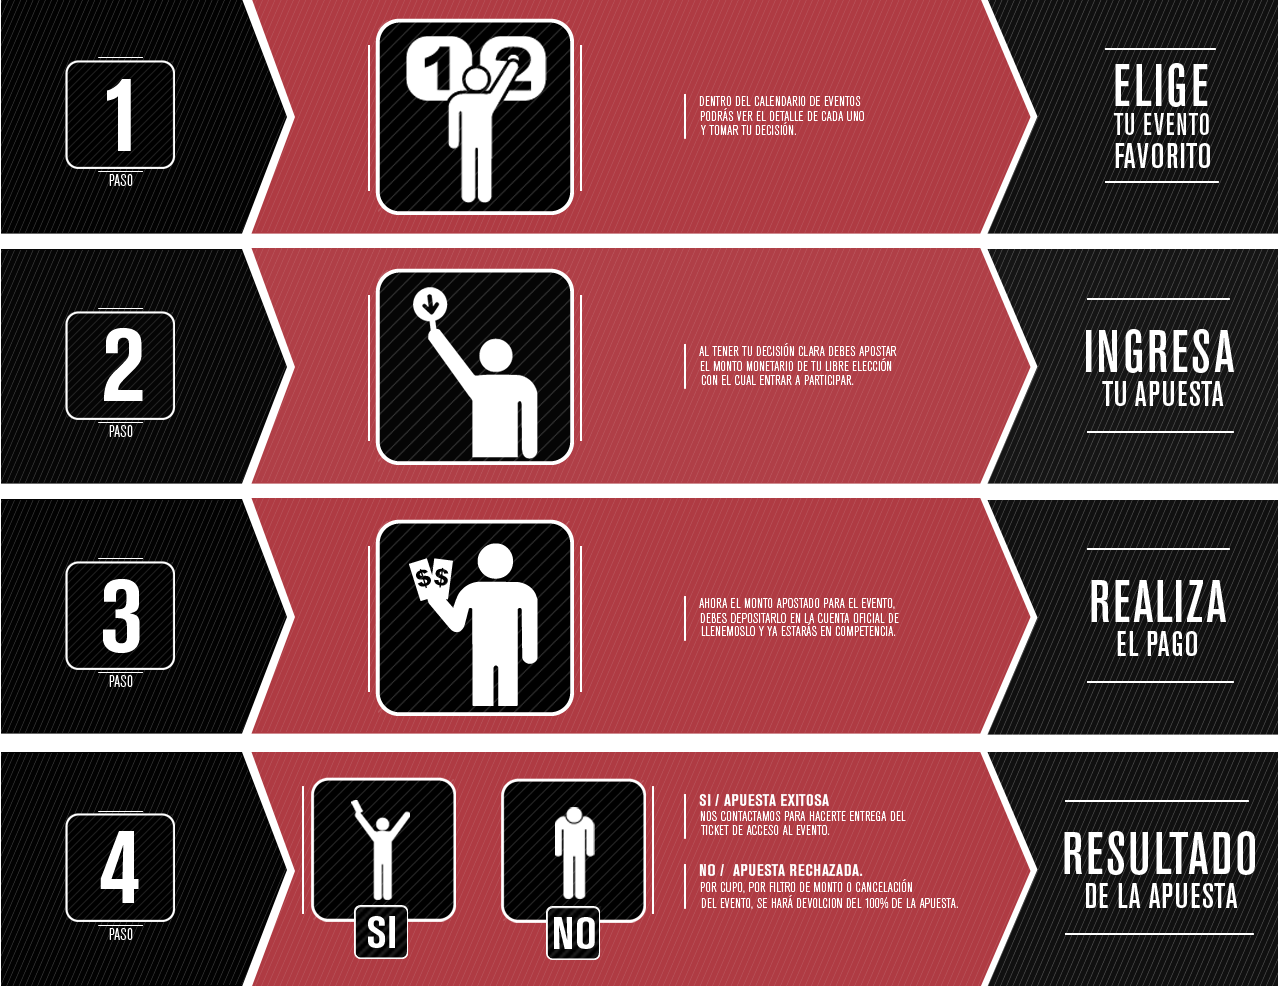 1
PASO
12
DENTRO DEL CALENDARIO DE EVENTOS
PODRÁS VER EL DETALLE DE CADA UNO
Y TOMAR TU DECISIÓN.
ELIGE
TU EVENTO
FAVORITO
2
PASO
AL TENER TU DECISIÓN CLARA DEBES APOSTAR
EL MONTO MONETARIO DE TU LIBRE ELECCIÓN
CON EL CUAL ENTRAR A PARTICIPAR.
INGRESA
TU APUESTA
3
PASO
$ $
AHORA EL MONTO APOSTADO PARA EL EVENTO,
DEBES DEPOSITARLO EN LA CUENTA OFICIAL DE
LLENEMOSLO Y YA ESTARÁS EN COMPETENCIA.
REALIZA
EL PAGO
4
PASO
SI
NO
SI / APUESTA EXITOSA
NOS CONTACTAMOS PARA HACERTE ENTREGA DEL
TICKET DE ACCESO AL EVENTO.
NO / APUESTA RECHAZADA.
POR CUPO, POR FILTRO DE MONTO O CANCELACIÓN
DEL EVENTO, SE HARÁ DEVOLCION DEL 100% DE LA APUESTA.
RESULTADO
DE LA APUESTA